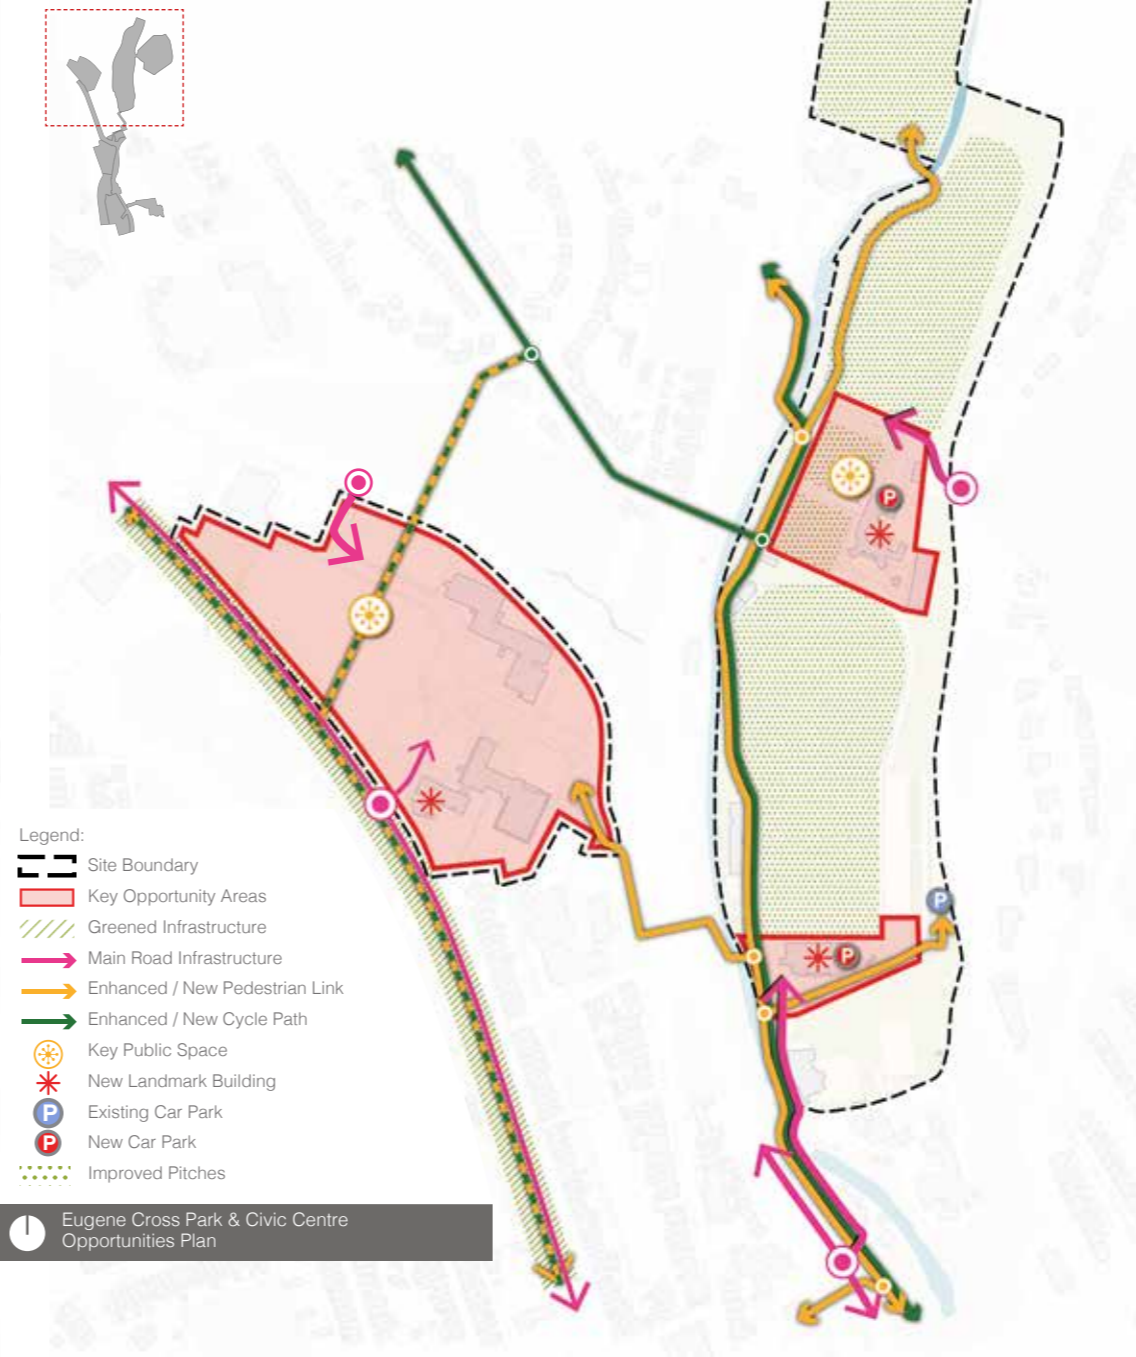 P
P
P
Legend:
Site Boundary
Key Opportunity Areas
Greened Infrastructure
Main Road Infrastructure
Enhanced / New Pedestrian Link
Enhanced / New Cycle Path
Key Public Space
New Landmark Building
P Existing Car Park
P New Car Park
Improved Pitches
Eugene Cross Park & Civic Centre
Opportunities Plan